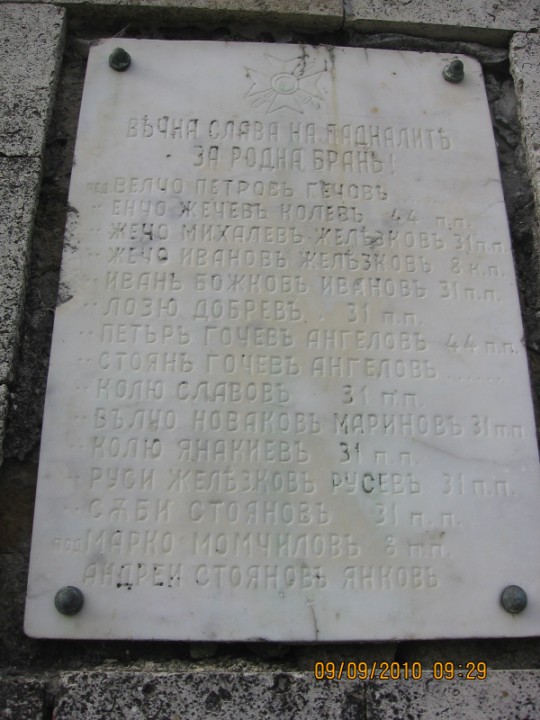 ВѢЧНА СЛАВА НА ПАДНАЛИТѢ
ЗА РОДНА БРАНЬ!
РЕД. ВЕЛЧО ПЕТРОВЪ ГЕЧОВЪ
" ЕНЧО ЖЕЧЕВЪ КОЛЕВЪ 44 П.П.
" ЖЕЧО МИХАЛЕВЪ ЖЕЛѢЗКОВЪ 31 П.П.
" ЖЕЧО ИВАНОВЪ ЖЕЛѢЗКОВЪ 8 К.П.
" ИВАНЪ БОЖКОВЪ ИВАНОВЪ 31 П.П.
" ЛОЗЮ ДОБРЕВЪ 31 П.П.
" ПЕТЪРЪ ГОЧЕВЪ АНГЕЛОВЪ 44 П.П.
" СТОЯНЪ ГОЧЕВЪ АНГЕЛОВЪ ......
" КОЛЮ СЛАВОВЪ 31 П.П.
" ВЪЛЧО НОВАКОВЪ МАРИНОВЪ 31 П.П.
" КОЛЮ ЯНАКИЕВЪ 31 П.П.
" РУСИ ЖЕЛѢЗКОВЪ РУСЕВЪ 31 П.П.
" СѪБИ СТОЯНОВЪ 31 П.П.
МАРКО МОМЧИЛОВЪ 8 П.П.
АНДРЕИ СТОЯНОВЪ ЯНКОВЪ
09/09/2010 09:29